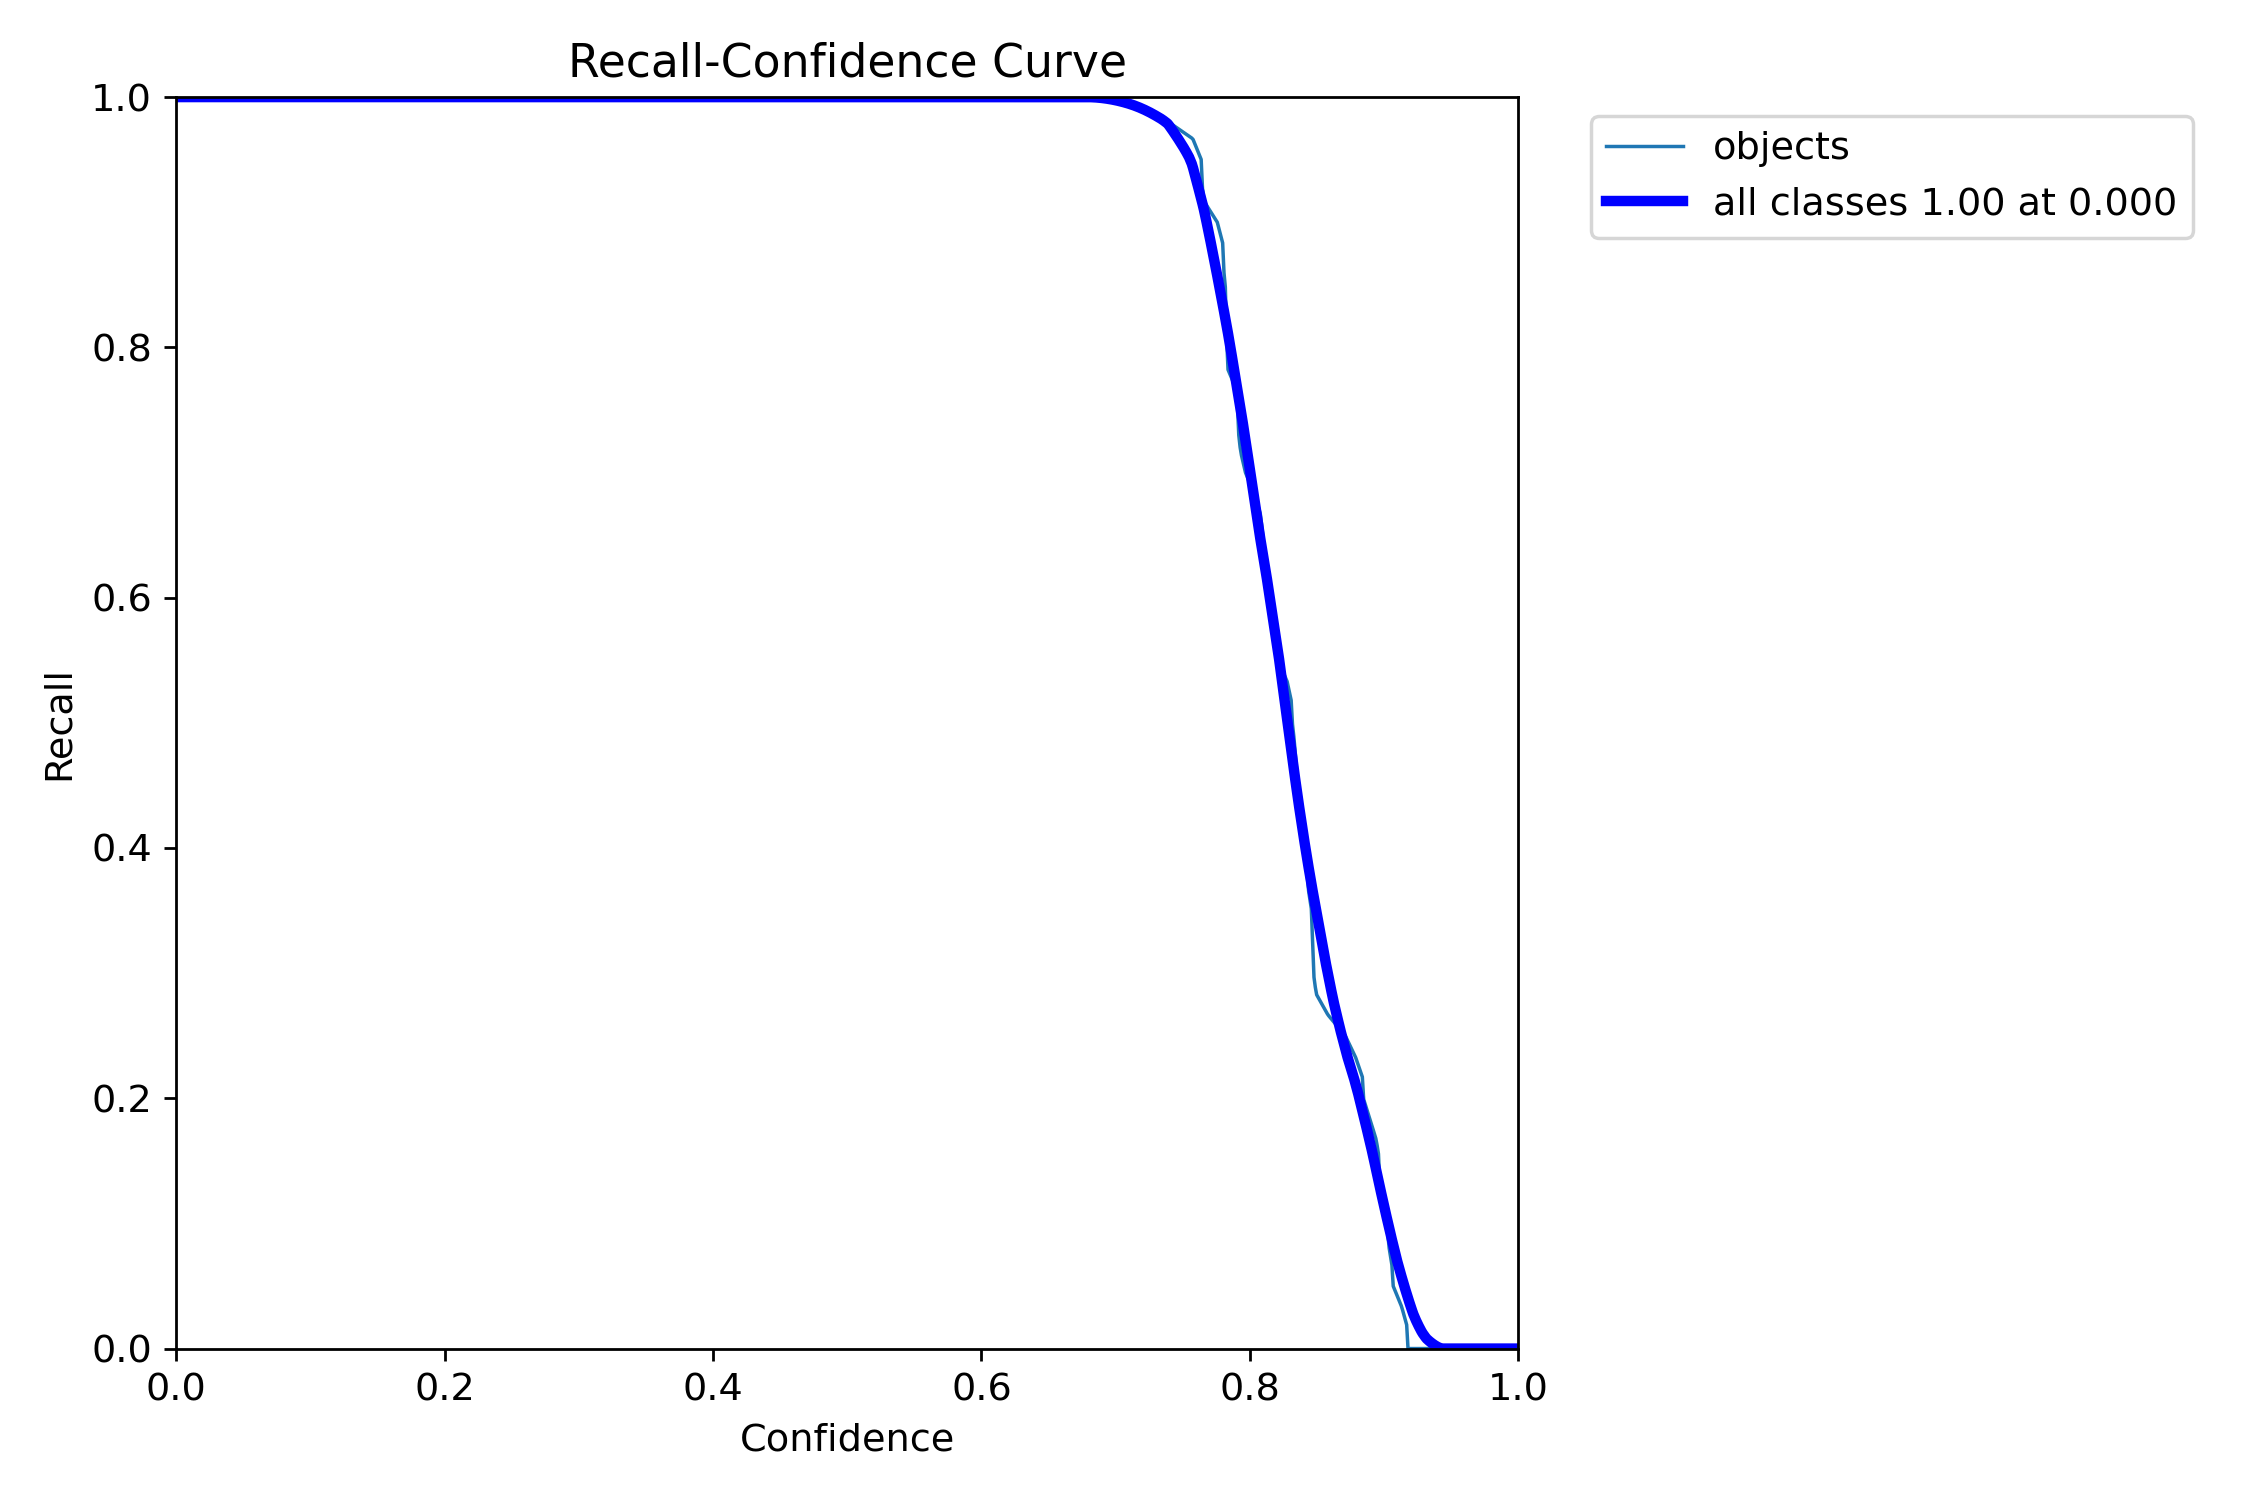 Recall-Confidence Curve
1.0
0.8
0.6
0.4
0.2
0.0
Recall
0.0 0.2 0.4 0.6 0.8 1.0
Confidence
objects
all classes 1.00 at 0.000